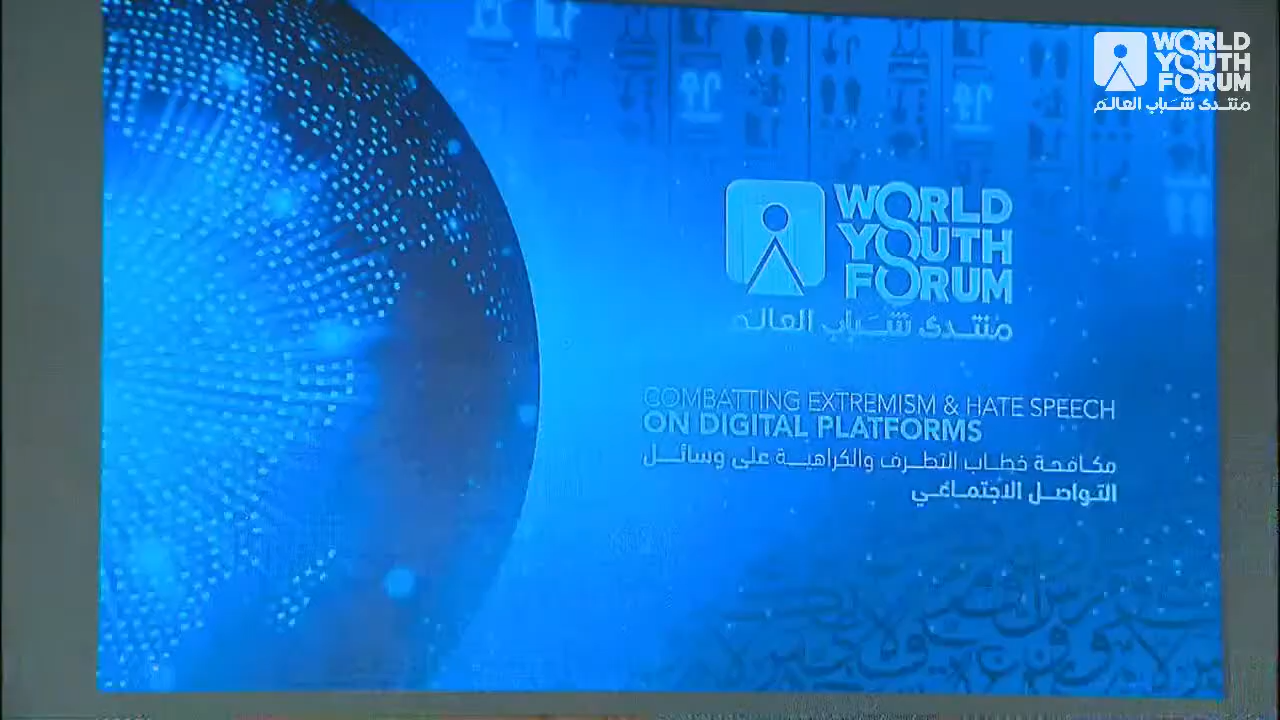 WORLD
YOUTH
FORUM
منتدى شباب العالم
WORLD
YOUTH
FORUM
منتدى شباب العالم
COMBATTING EXTREMISM & HATE SPEECH
ON DIGITAL PLATFORMS
مكافحة خطاب التطرف والكراهية على وسائل
التواصل الاجتماعي